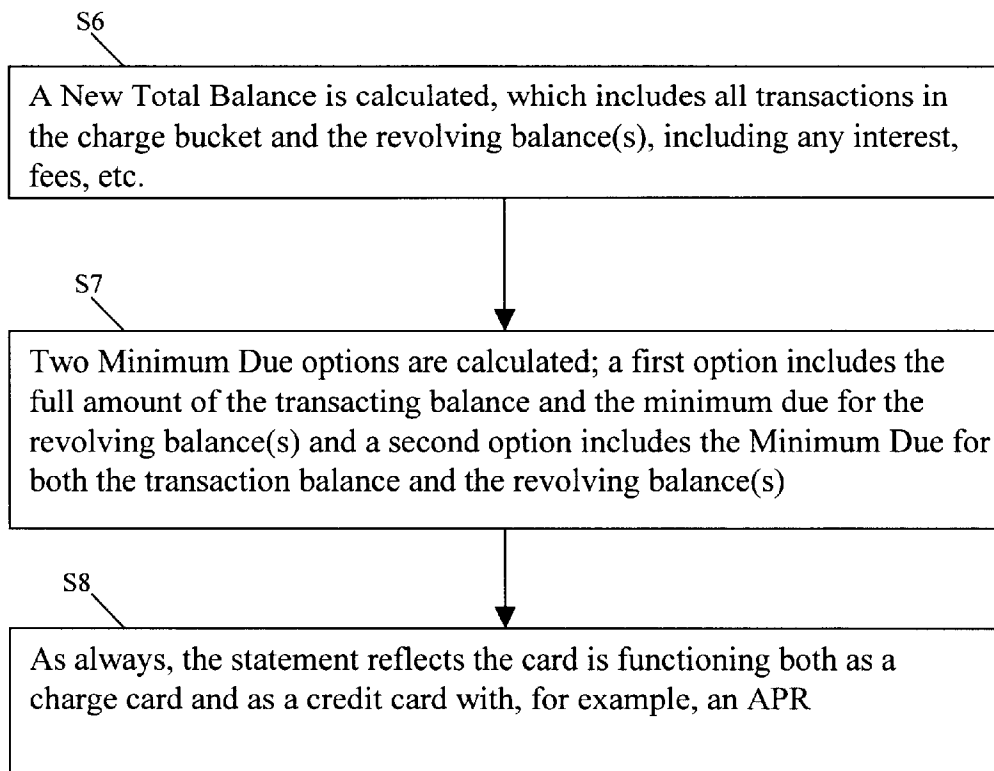 S6
A New Total Balance is calculated, which includes all transactions in
the charge bucket and the revolving balance(s), including any interest,
fees, etc.
S7
Two Minimum Due options are calculated; a first option includes the
full amount of the transacting balance and the minimum due for the
revolving balance(s) and a second option includes the Minimum Due for
both the transaction balance and the revolving balance(s)
S8
As always, the statement reflects the card is functioning both as a
charge card and as a credit card with, for example, an APR